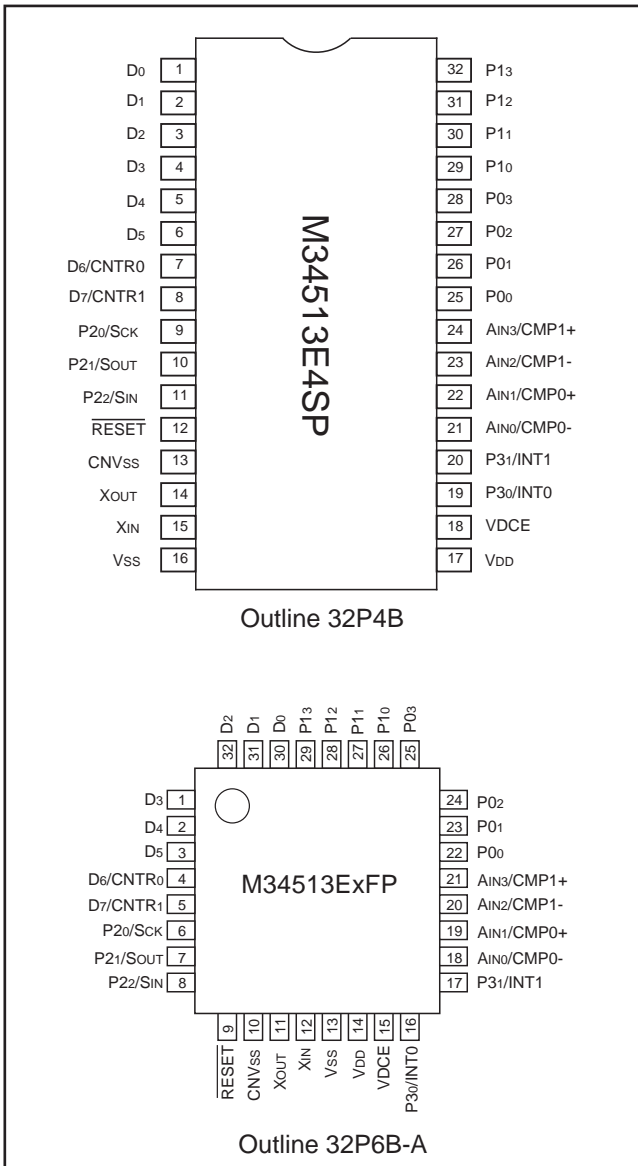 D0 1 32 P13
D1 2 31 P12
D2 3 30 P11
D3 4 29 P10
D4 5 28 P03
D5 6 27 P02
D6/CNTR0 7 26 P01
D7/CNTR1 8 25 P00
P20/SCK 9 24 AIN3/CMP1+
P21/SOUT 10 23 AIN2/CMP1-
P22/SIN 11 22 AIN1/CMP0+
RESET 12 21 AIN0/CMP0-
CNVSS 13 20 P31/INT1
XOUT 14 19 P30/INT0
XIN 15 18 VDCE
VSS 16 17 VDD
M34513E4SP
Outline 32P4B
D2 D1 D0 P13 P12 P11 P10 P03
32 31 30 29 28 27 26 25
D3 1 24 P02
D4 2 23 P01
D5 3 22 P00
D6/CNTR0 4 21 AIN3/CMP1+
D7/CNTR1 5 20 AIN2/CMP1-
P20/SCK 6 19 AIN1/CMP0+
P21/SOUT 7 18 AIN0/CMP0-
P22/SIN 8 17 P31/INT1
M34513ExFP
9 10 11 12 13 14 15 16
RESET CNVSS XOUT XIN VSS VDD VDCE P30/INT0
Outline 32P6B-A